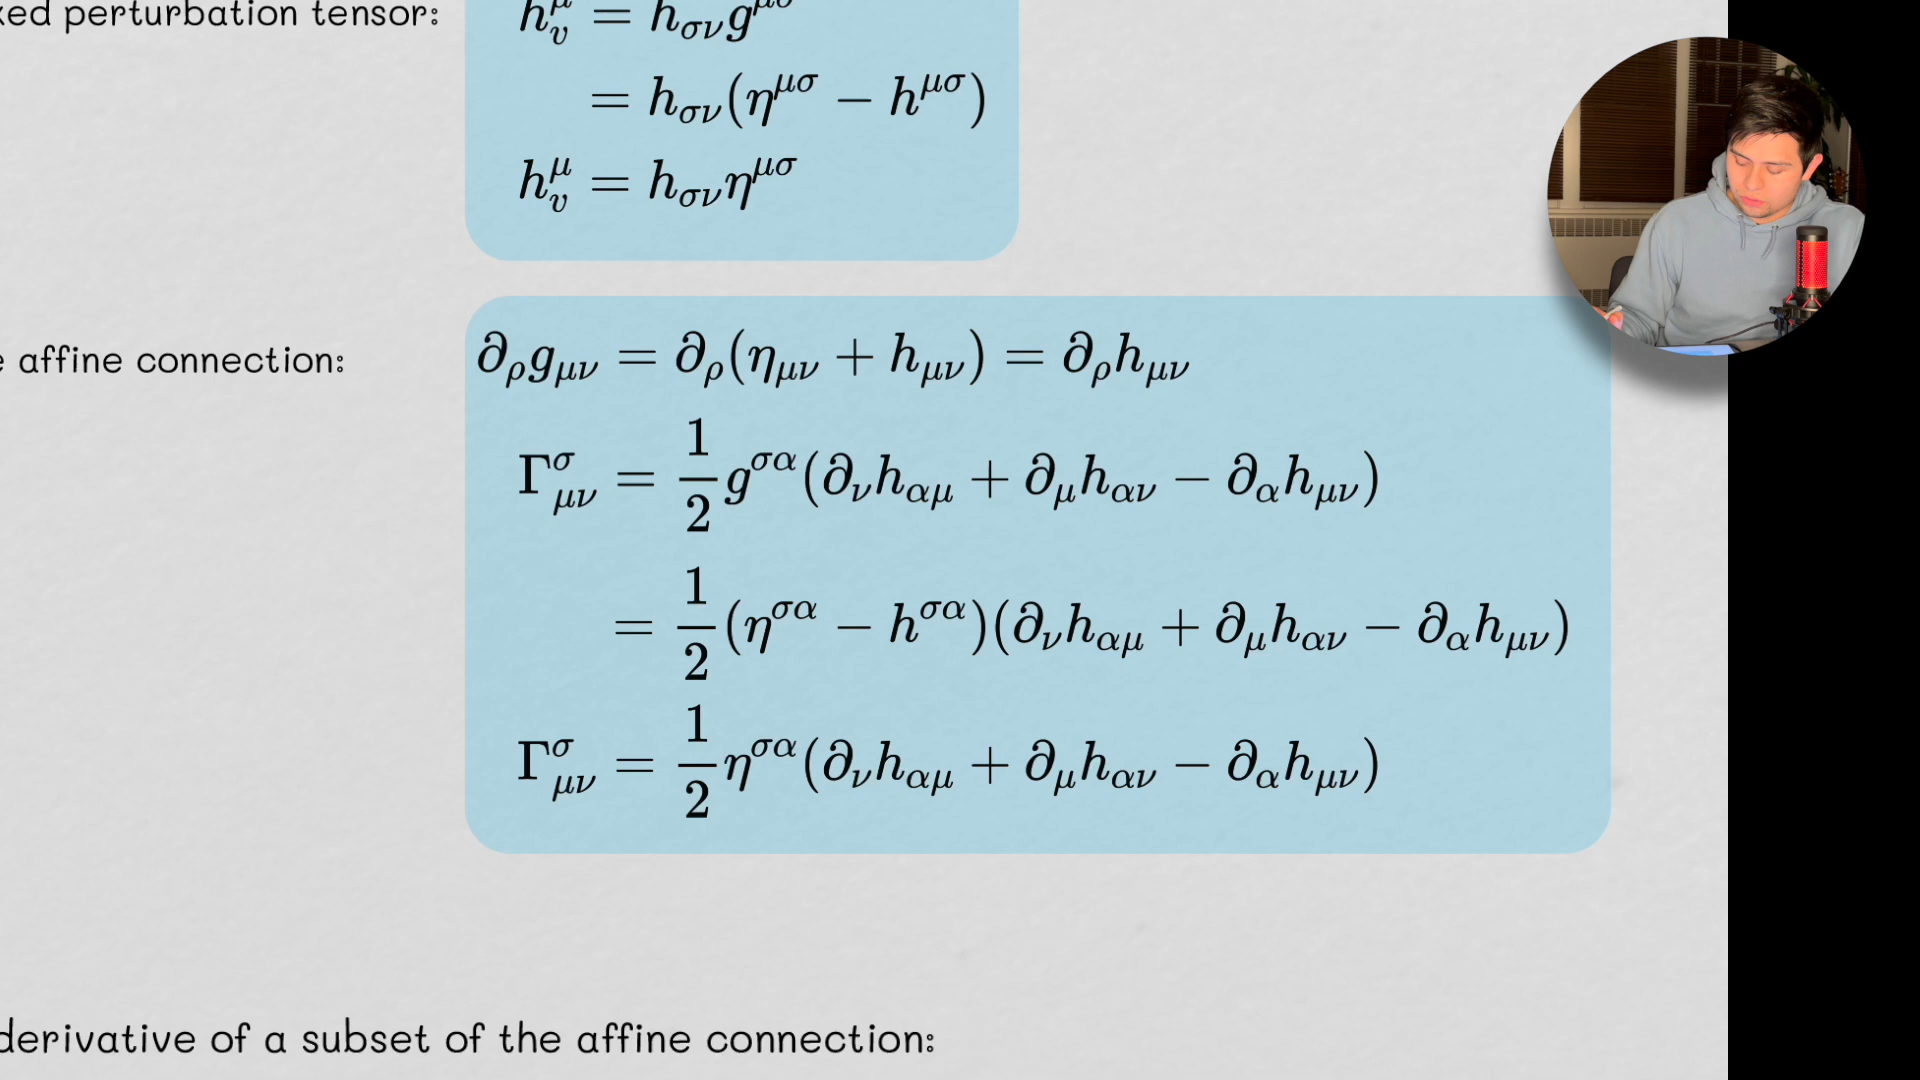 ked perturbation tensor:
h^μ_v = h_σν g^μσ
= h_σν(η^μσ − h^μσ)
h^μ_v = h_σν η^μσ
affine connection:
∂_ρ g_μν = ∂_ρ(η_μν + h_μν) = ∂_ρ h_μν
Γ^σ_μν = 1/2 g^σα(∂_ν h_αμ + ∂_μ h_αν − ∂_α h_μν)
= 1/2 (η^σα − h^σα)(∂_ν h_αμ + ∂_μ h_αν − ∂_α h_μν)
Γ^σ_μν = 1/2 η^σα(∂_ν h_αμ + ∂_μ h_αν − ∂_α h_μν)
derivative of a subset of the affine connection: